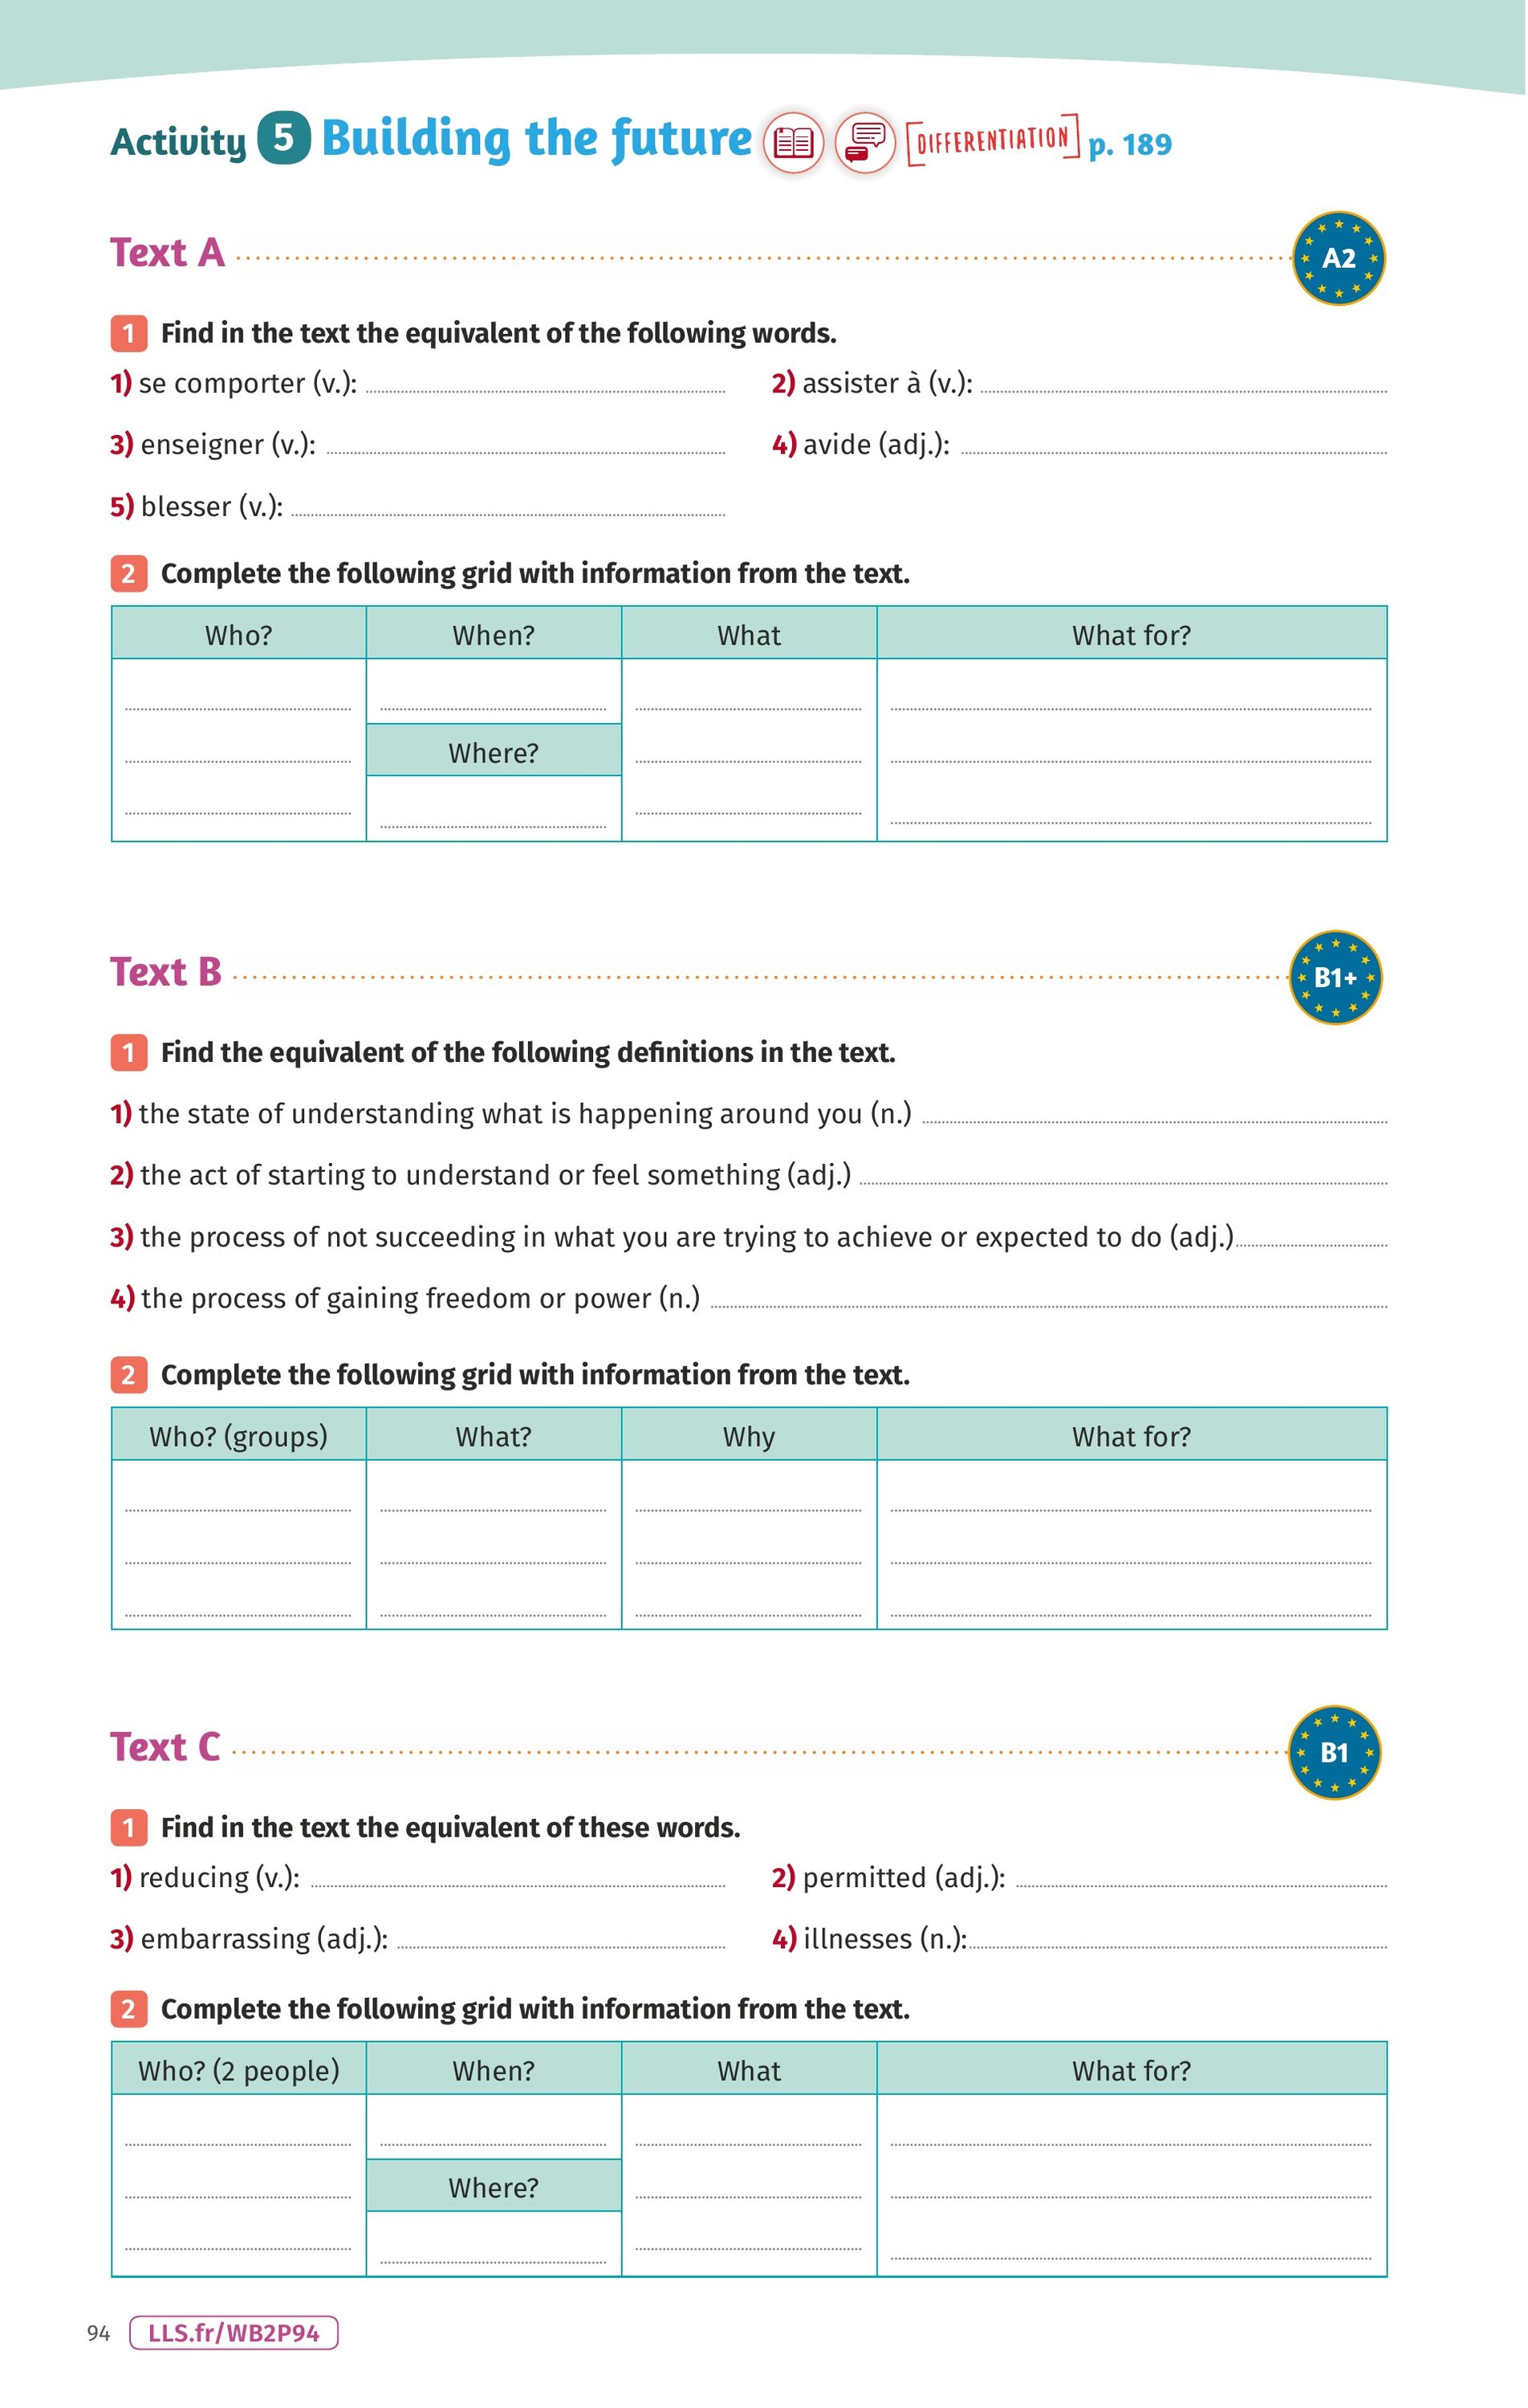 Activity 5 Building the future [DIFFERENTIATION] p. 189
Text A A2
1 Find in the text the equivalent of the following words.
1) se comporter (v.): 2) assister à (v.):
3) enseigner (v.): 4) avide (adj.):
5) blesser (v.):
2 Complete the following grid with information from the text.
Who? When? What What for?
Where?
Text B B1+
1 Find the equivalent of the following definitions in the text.
1) the state of understanding what is happening around you (n.)
2) the act of starting to understand or feel something (adj.)
3) the process of not succeeding in what you are trying to achieve or expected to do (adj.)
4) the process of gaining freedom or power (n.)
2 Complete the following grid with information from the text.
Who? (groups) What? Why What for?
Text C B1
1 Find in the text the equivalent of these words.
1) reducing (v.): 2) permitted (adj.):
3) embarrassing (adj.): 4) illnesses (n.):
2 Complete the following grid with information from the text.
Who? (2 people) When? What What for?
Where?
94 LLS.fr/WB2P94